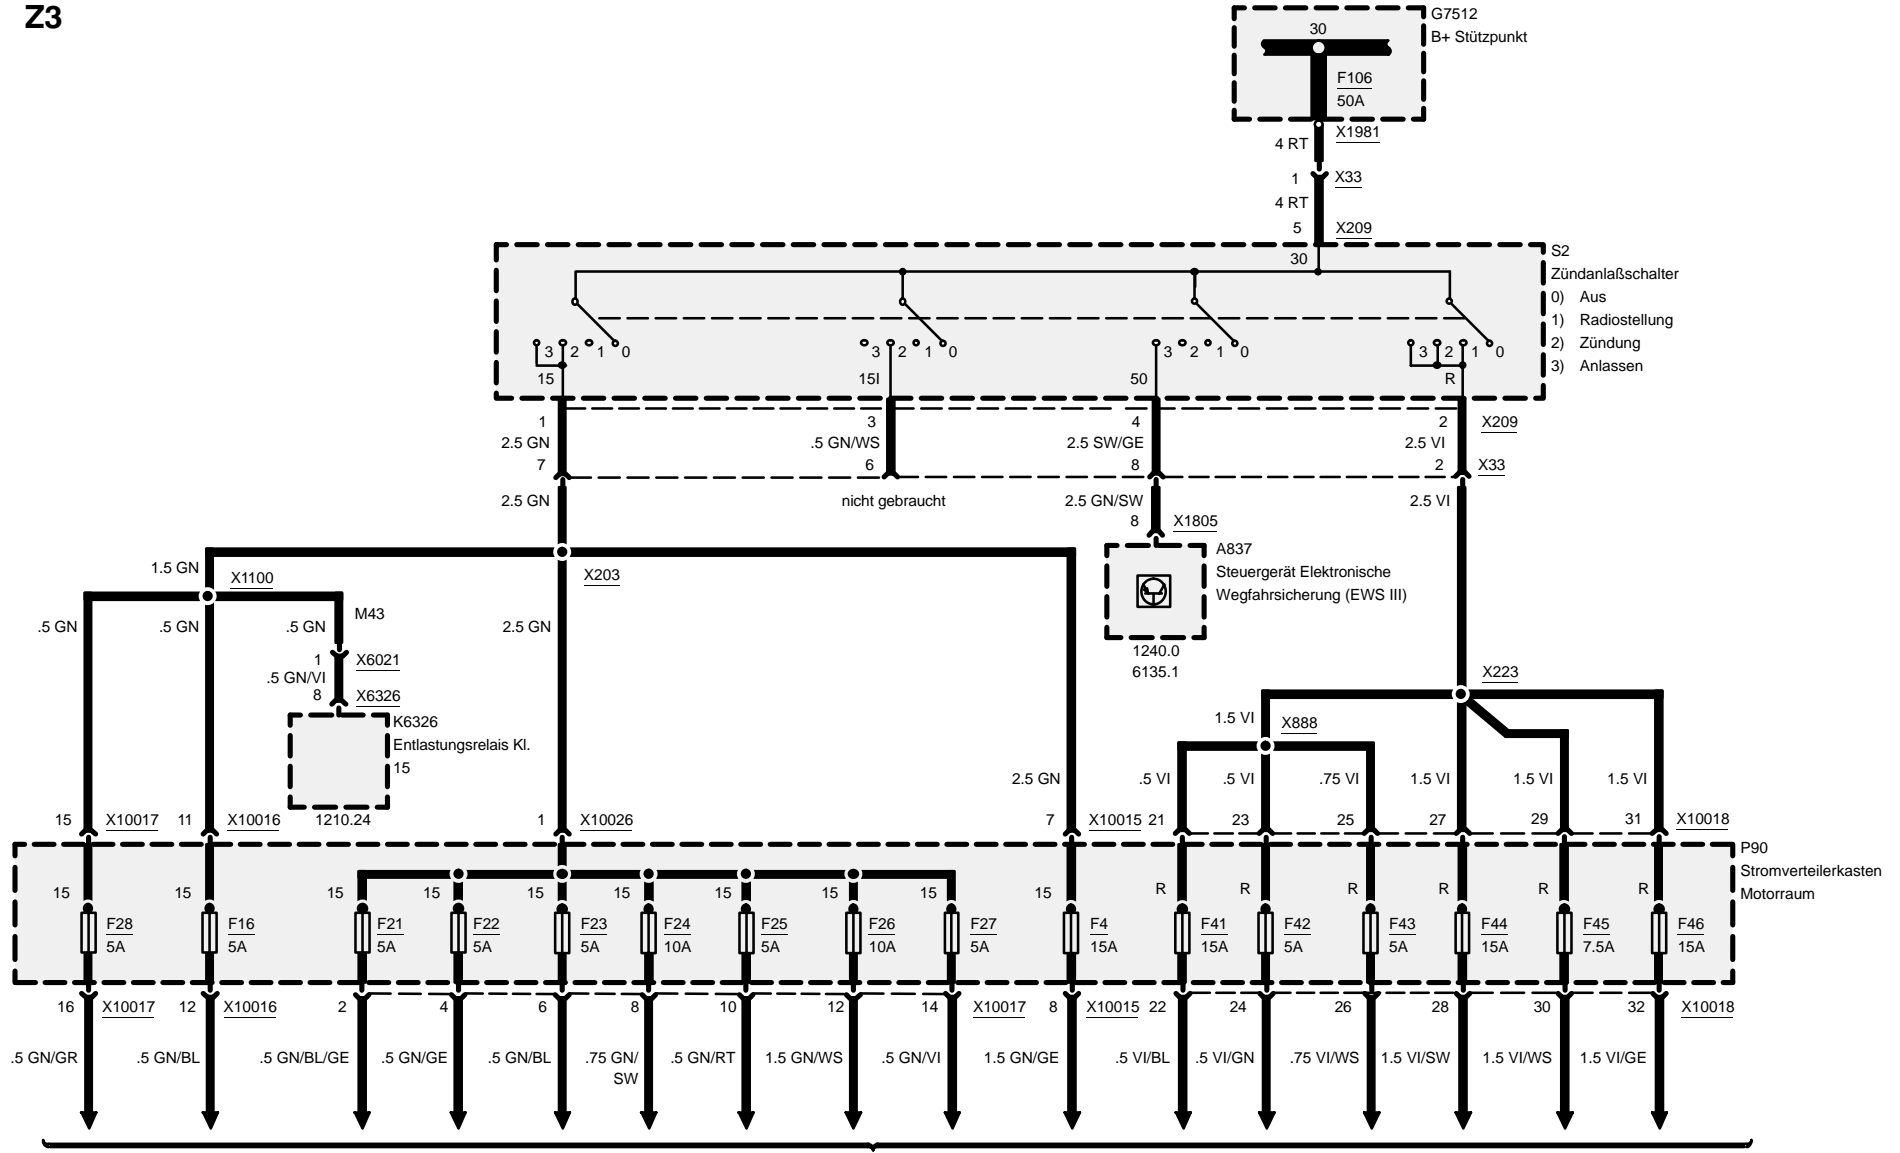 Z3
G7512
B+ Stützpunkt
30
F106
50A
X1981
4 RT
1 X33
4 RT
5 X209
30
S2
Zündanlaßschalter
0) Aus
1) Radiostellung
2) Zündung
3) Anlassen
3 2 1 0 3 2 1 0 3 2 1 0 3 2 1 0
15 15I 50 R
1 3 4 2 X209
2.5 GN .5 GN/WS 2.5 SW/GE 2.5 VI
7 6 8 2 X33
2.5 GN nicht gebraucht 2.5 GN/SW 2.5 VI
8 X1805
A837
Steuergerät Elektronische
Wegfahrsicherung (EWS III)
1240.0
6135.1
X203
1.5 GN
X1100
M43
.5 GN .5 GN .5 GN 2.5 GN
1 X6021
.5 GN/VI
8 X6326
K6326
Entlastungsrelais Kl.
15
1210.24
X223
1.5 VI X888
2.5 GN .5 VI .5 VI .75 VI 1.5 VI 1.5 VI 1.5 VI
15 X10017 11 X10016 1 X10026 7 X10015 21 23 25 27 29 31 X10018
P90
Stromverteilerkasten
Motorraum
15 15 15 15 15 15 15 15 15 15 R R R R R R
F28 F16 F21 F22 F23 F24 F25 F26 F27 F4 F41 F42 F43 F44 F45 F46
5A 5A 5A 5A 5A 10A 5A 10A 5A 15A 15A 5A 5A 15A 7.5A 15A
16 X10017 12 X10016 2 4 6 8 10 12 14 X10017 8 X10015 22 24 26 28 30 32 X10018
.5 GN/GR .5 GN/BL .5 GN/BL/GE .5 GN/GE .5 GN/BL .75 GN/ .5 GN/RT 1.5 GN/WS .5 GN/VI 1.5 GN/GE .5 VI/BL .5 VI/GN .75 VI/WS 1.5 VI/SW 1.5 VI/WS 1.5 VI/GE
SW